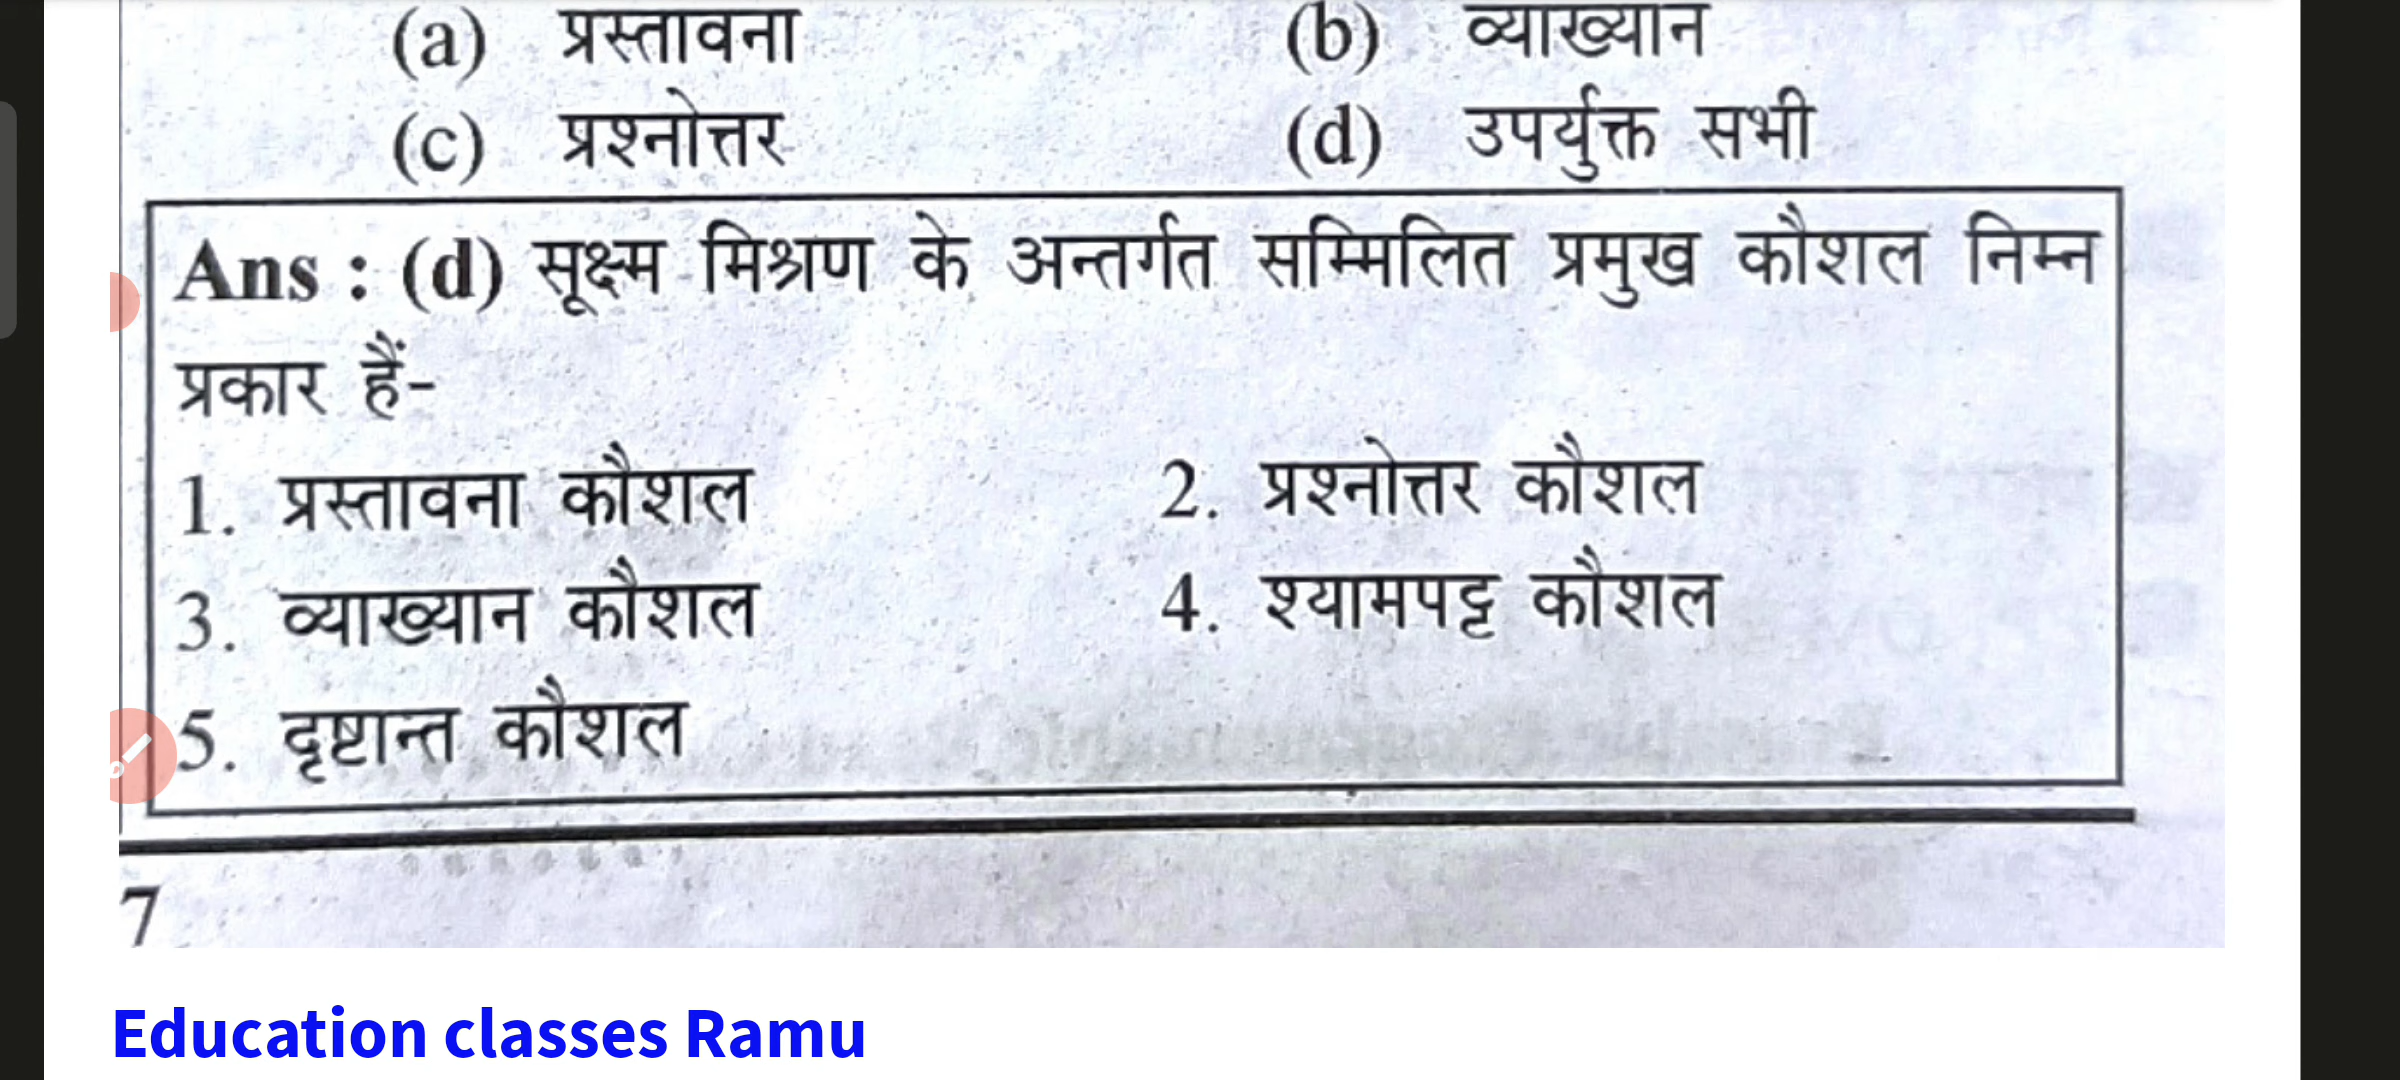 (a) प्रस्तावना (b) व्याख्यान
(c) प्रश्नोत्तर (d) उपर्युक्त सभी
Ans : (d) सूक्ष्म मिश्रण के अन्तर्गत सम्मिलित प्रमुख कौशल निम्न
प्रकार हैं-
1. प्रस्तावना कौशल 2. प्रश्नोत्तर कौशल
3. व्याख्यान कौशल 4. श्यामपट्ट कौशल
5. दृष्टान्त कौशल
7
Education classes Ramu